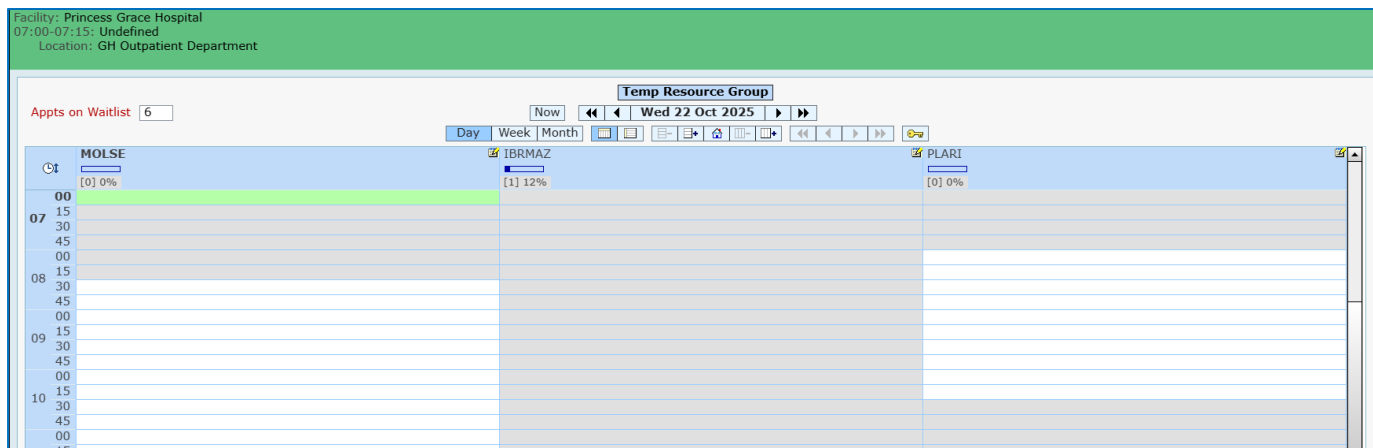 Facility: Princess Grace Hospital
07:00-07:15: Undefined
Location: GH Outpatient Department
Temp Resource Group
Appts on Waitlist 6
Now Wed 22 Oct 2025
Day Week Month
MOLSE IBRMAZ PLARI
[0] 0% [1] 12% [0] 0%
00
07 15
30
45
00
08 15
30
45
00
09 15
30
45
00
10 15
30
45
00
15